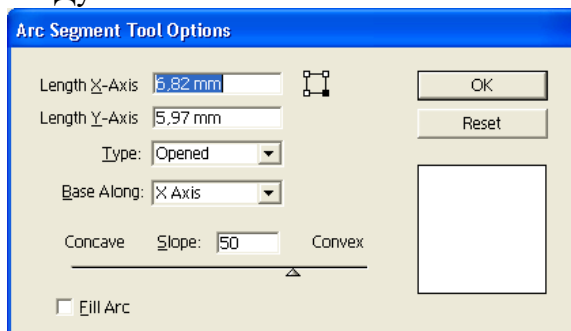 Arc Segment Tool Options
Length X-Axis 6,82 mm OK
Length Y-Axis 5,97 mm Reset
Type: Opened
Base Along: X Axis
Concave Slope: 50 Convex
Fill Arc